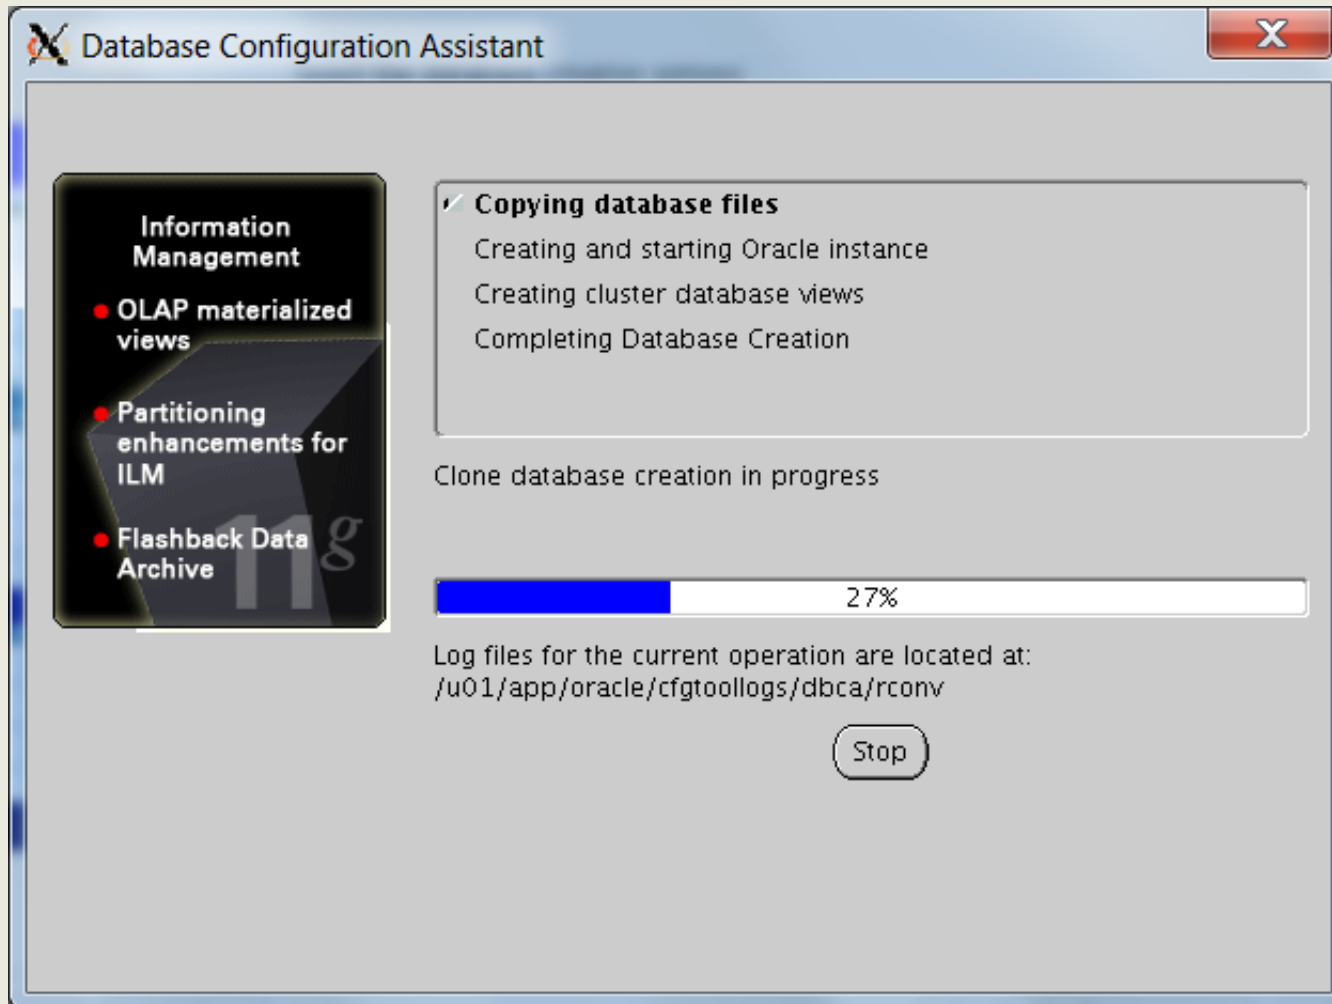 Database Configuration Assistant
Information
Management
OLAP materialized
views
Partitioning
enhancements for
ILM
Flashback Data
Archive
11g
Copying database files
Creating and starting Oracle instance
Creating cluster database views
Completing Database Creation
Clone database creation in progress
27%
Log files for the current operation are located at:
/u01/app/oracle/cfgtoollogs/dbca/rconv
Stop